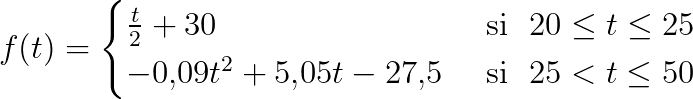 f(t) = { t/2 + 30 si 20 ≤ t ≤ 25
−0,09t² + 5,05t − 27,5 si 25 < t ≤ 50